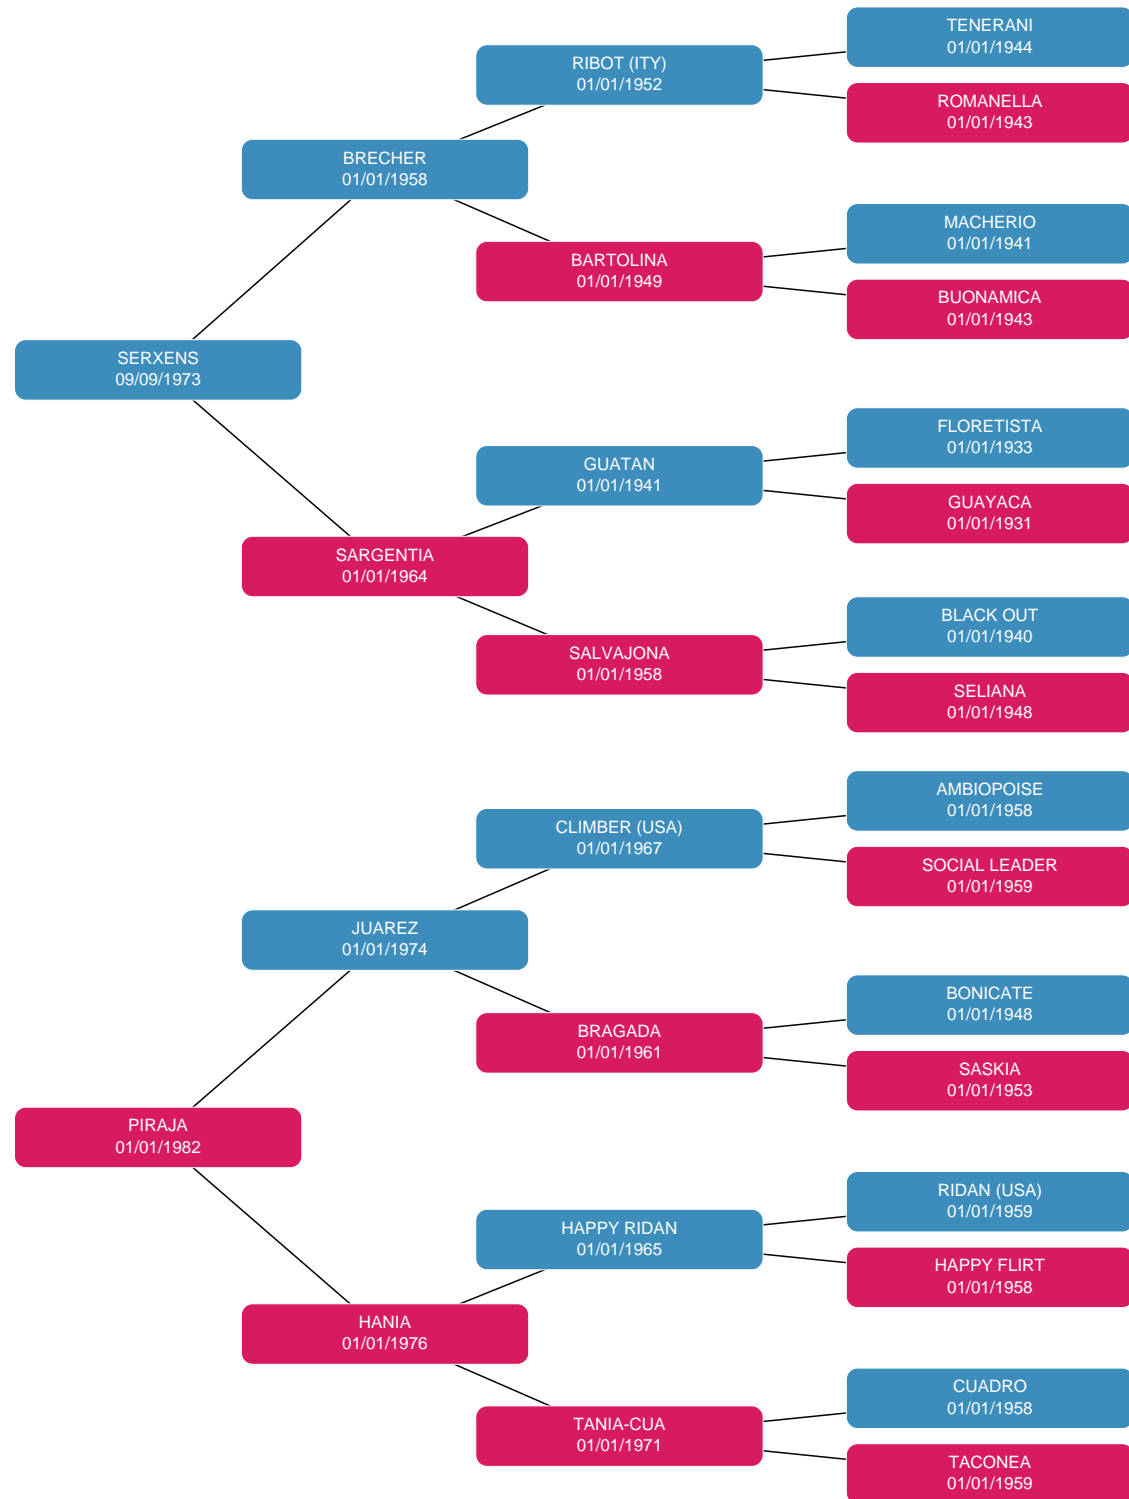 TENERANI
01/01/1944
RIBOT (ITY)
01/01/1952
ROMANELLA
01/01/1943
BRECHER
01/01/1958
MACHERIO
01/01/1941
BARTOLINA
01/01/1949
BUONAMICA
01/01/1943
SERXENS
09/09/1973
FLORETISTA
01/01/1933
GUATAN
01/01/1941
GUAYACA
01/01/1931
SARGENTIA
01/01/1964
BLACK OUT
01/01/1940
SALVAJONA
01/01/1958
SELIANA
01/01/1948
AMBIOPOISE
01/01/1958
CLIMBER (USA)
01/01/1967
SOCIAL LEADER
01/01/1959
JUAREZ
01/01/1974
BONICATE
01/01/1948
BRAGADA
01/01/1961
SASKIA
01/01/1953
PIRAJA
01/01/1982
RIDAN (USA)
01/01/1959
HAPPY RIDAN
01/01/1965
HAPPY FLIRT
01/01/1958
HANIA
01/01/1976
CUADRO
01/01/1958
TANIA-CUA
01/01/1971
TACONEA
01/01/1959